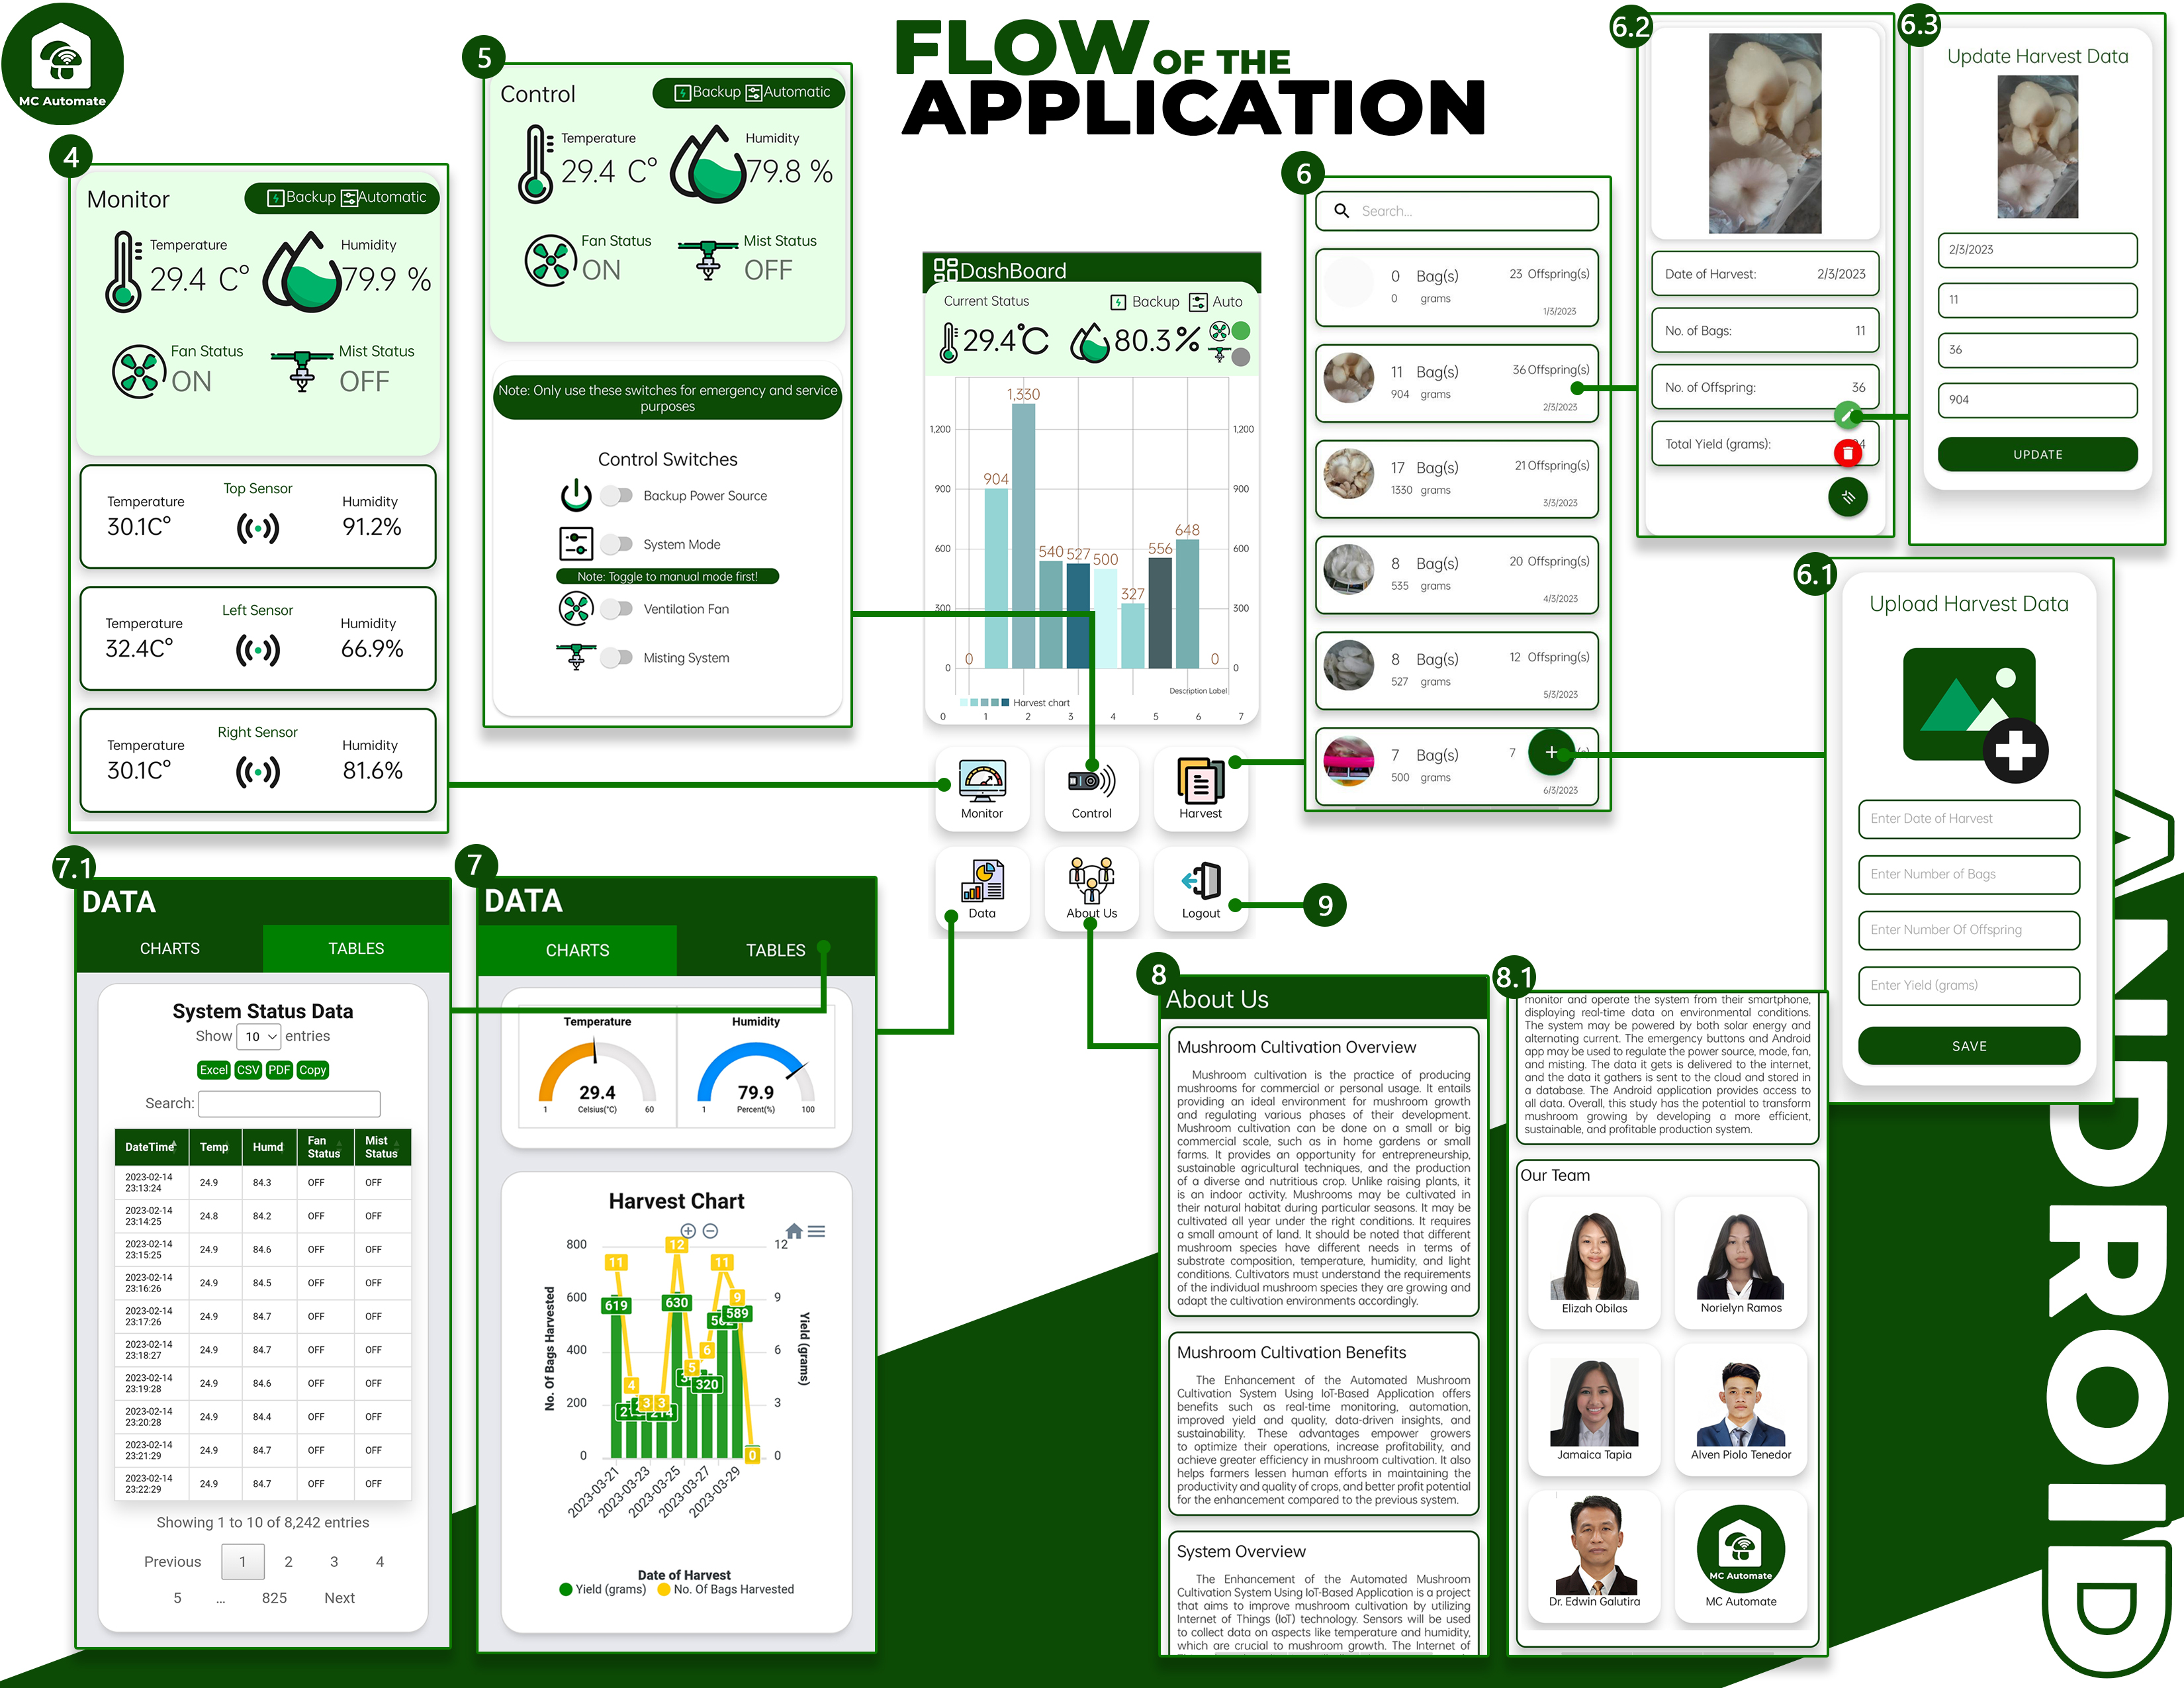 MC Automate
FLOW OF THE
APPLICATION
4
Monitor
Backup Automatic
Temperature
29.4 C°
Humidity
79.9 %
Fan Status
ON
Mist Status
OFF
Top Sensor
Temperature
30.1C°
Humidity
91.2%
Left Sensor
Temperature
32.4C°
Humidity
66.9%
Right Sensor
Temperature
30.1C°
Humidity
81.6%
5
Control
Backup Automatic
Temperature
29.4 C°
Humidity
79.8 %
Fan Status
ON
Mist Status
OFF
Note: Only use these switches for emergency and service
purposes
Control Switches
Backup Power Source
System Mode
Note: Toggle to manual mode first!
Ventilation Fan
Misting System
DashBoard
Current Status
Backup Auto
29.4°C
80.3%
1,330
1,200 1,200
904
900 900
648
600 540 527 500 556 600
327
300 300
0 0 0 0
Description Label
Harvest chart
0 1 2 3 4 5 6 7
Monitor
Control
Harvest
Data
About Us
Logout
9
6
Search...
0 Bag(s) 23 Offspring(s)
0 grams
1/3/2023
11 Bag(s) 36 Offspring(s)
904 grams
2/3/2023
17 Bag(s) 21 Offspring(s)
1330 grams
3/3/2023
8 Bag(s) 20 Offspring(s)
535 grams
4/3/2023
8 Bag(s) 12 Offspring(s)
527 grams
5/3/2023
7 Bag(s) 7
500 grams
6/3/2023
6.2
Date of Harvest: 2/3/2023
No. of Bags: 11
No. of Offspring: 36
Total Yield (grams):
6.3
Update Harvest Data
2/3/2023
11
36
904
UPDATE
6.1
Upload Harvest Data
Enter Date of Harvest
Enter Number of Bags
Enter Number Of Offspring
Enter Yield (grams)
SAVE
7.1
DATA
CHARTS TABLES
System Status Data
Show 10 entries
Excel CSV PDF Copy
Search:
DateTime Temp Humd Fan Status Mist Status
2023-02-14 23:13:24 24.9 84.3 OFF OFF
2023-02-14 23:14:25 24.8 84.2 OFF OFF
2023-02-14 23:15:25 24.9 84.6 OFF OFF
2023-02-14 23:16:26 24.9 84.5 OFF OFF
2023-02-14 23:17:26 24.9 84.7 OFF OFF
2023-02-14 23:18:27 24.9 84.7 OFF OFF
2023-02-14 23:19:28 24.9 84.6 OFF OFF
2023-02-14 23:20:28 24.9 84.4 OFF OFF
2023-02-14 23:21:29 24.9 84.7 OFF OFF
2023-02-14 23:22:29 24.9 84.7 OFF OFF
Showing 1 to 10 of 8,242 entries
Previous 1 2 3 4
5 ... 825 Next
7
DATA
CHARTS TABLES
Temperature
29.4
1 Celsius(°C) 60
Humidity
79.9
1 Percent(%) 100
Harvest Chart
800 12 12
11 11
600 619 630 589 9 9
400 4 5 6 6
320
200 3 3 3
0 0 0
No. Of Bags Harvested
Yield (grams)
2023-03-21 2023-03-23 2023-03-25 2023-03-27 2023-03-29
Date of Harvest
Yield (grams) No. Of Bags Harvested
8
About Us
Mushroom Cultivation Overview
Mushroom cultivation is the practice of producing
mushrooms for commercial or personal usage. It entails
providing an ideal environment for mushroom growth
and regulating various phases of their development.
Mushroom cultivation can be done on a small or big
commercial scale, such as in home gardens or small
farms. It provides an opportunity for entrepreneurship,
sustainable agricultural techniques, and the production
of a diverse and nutritious crop. Unlike raising plants, it
is an indoor activity. Mushrooms may be cultivated in
their natural habitat during particular seasons. It may be
cultivated all year under the right conditions. It requires
a small amount of land. It should be noted that different
mushroom species have different needs in terms of
substrate composition, temperature, humidity, and light
conditions. Cultivators must understand the requirements
of the individual mushroom species they are growing and
adapt the cultivation environments accordingly.
Mushroom Cultivation Benefits
The Enhancement of the Automated Mushroom
Cultivation System Using IoT-Based Application offers
benefits such as real-time monitoring, automation,
improved yield and quality, data-driven insights, and
sustainability. These advantages empower growers
to optimize their operations, increase profitability, and
achieve greater efficiency in mushroom cultivation. It also
helps farmers lessen human efforts in maintaining the
productivity and quality of crops, and better profit potential
for the enhancement compared to the previous system.
System Overview
The Enhancement of the Automated Mushroom
Cultivation System Using IoT-Based Application is a project
that aims to improve mushroom cultivation by utilizing
Internet of Things (IoT) technology. Sensors will be used
to collect data on aspects like temperature and humidity,
which are crucial to mushroom growth. The Internet of
8.1
monitor and operate the system from their smartphone,
displaying real-time data on environmental conditions.
The system may be powered by both solar energy and
alternating current. The emergency buttons and Android
app may be used to regulate the power source, mode, fan,
and misting. The data it gets is delivered to the internet,
and the data it gathers is sent to the cloud and stored in
a database. The Android application provides access to
all data. Overall, this study has the potential to transform
mushroom growing by developing a more efficient,
sustainable, and profitable production system.
Our Team
Elizah Obilas
Norielyn Ramos
Jamaica Tapia
Alven Piolo Tenedor
Dr. Edwin Galutira
MC Automate
MC Automate
ANDROID